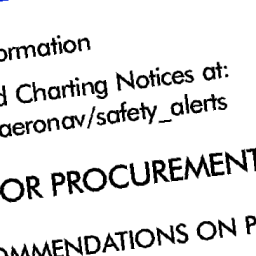 ormation
d Charting Notices at:
aeronav/safety_alerts
OR PROCUREMENT
OMMENDATIONS ON P